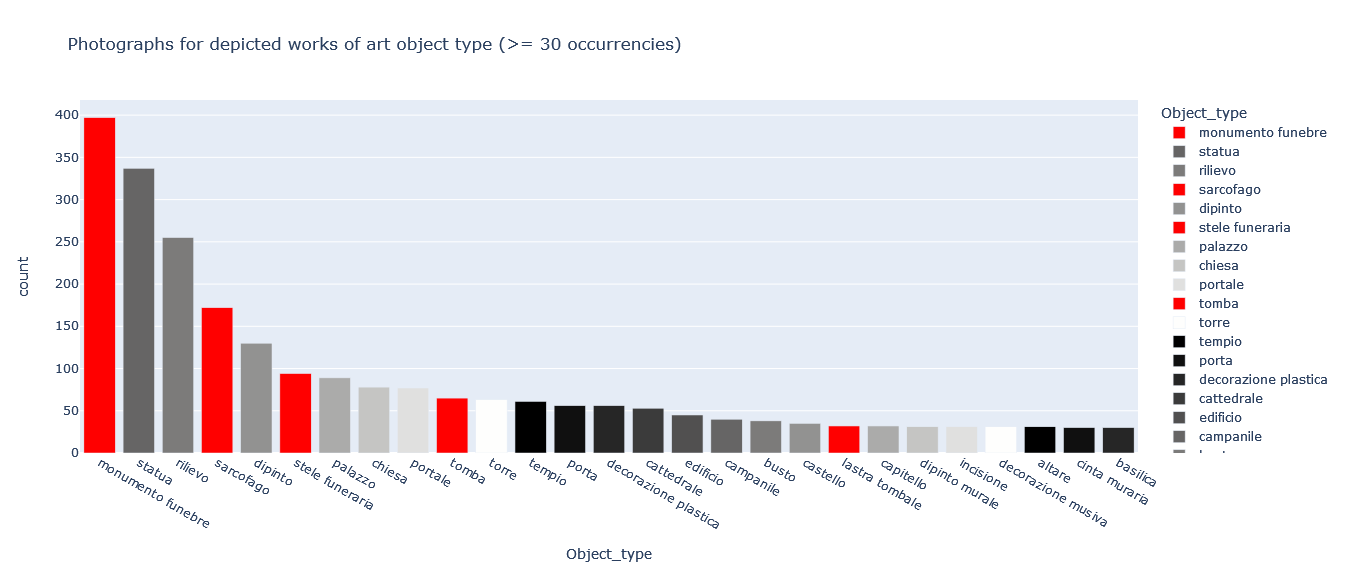 Photographs for depicted works of art object type (>= 30 occurrencies)
count
400
350
300
250
200
150
100
50
0
monumento funebre
statua
rilievo
sarcofago
dipinto
stele funeraria
palazzo
chiesa
portale
tomba
torre
tempio
porta
decorazione plastica
cattedrale
edificio
campanile
busto
castello
lastra tombale
capitello
dipinto murale
incisione
decorazione musiva
altare
cinta muraria
basilica
Object_type
Object_type
monumento funebre
statua
rilievo
sarcofago
dipinto
stele funeraria
palazzo
chiesa
portale
tomba
torre
tempio
porta
decorazione plastica
cattedrale
edificio
campanile